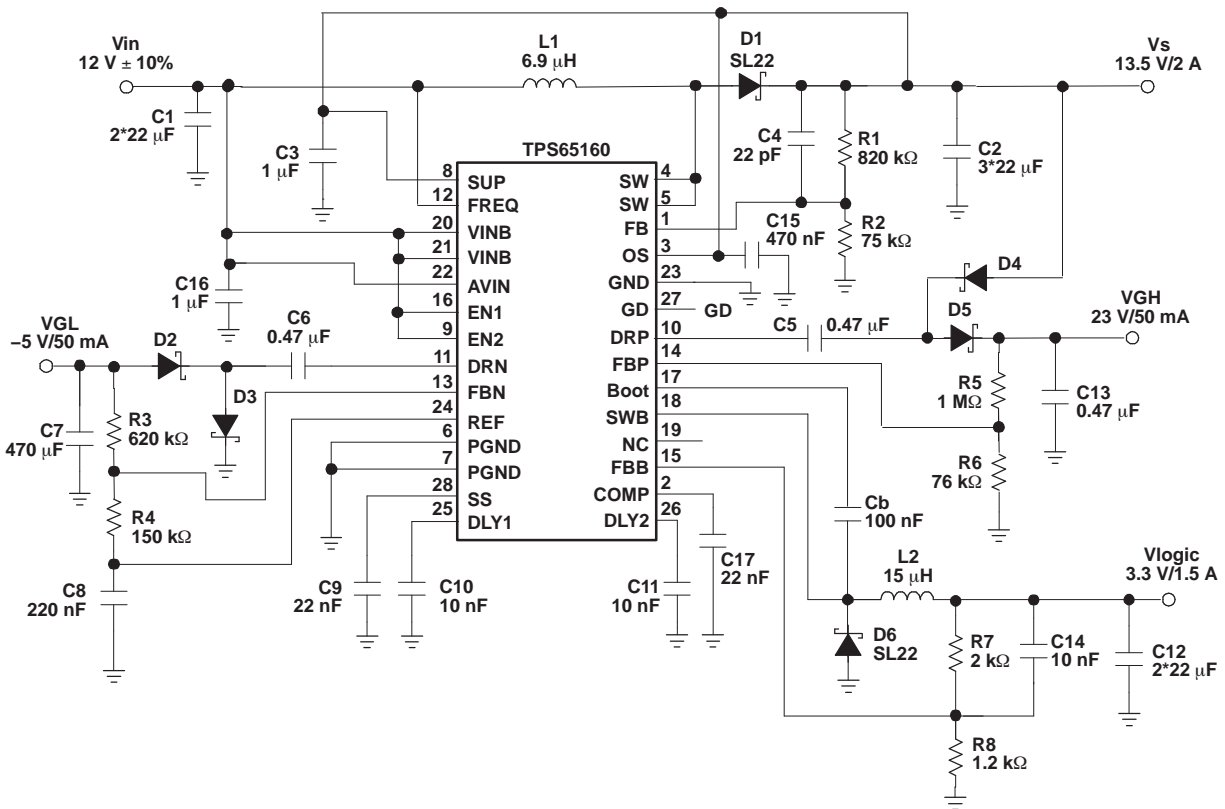 Vin
12 V ± 10%
C1
2*22 μF
L1
6.9 μH
D1
SL22
Vs
13.5 V/2 A
C3
1 μF
C4
22 pF
R1
820 kΩ
C2
3*22 μF
TPS65160
8
SUP
12
FREQ
20
VINB
21
VINB
22
AVIN
16
EN1
9
EN2
11
DRN
13
FBN
24
REF
6
PGND
7
PGND
28
SS
25
DLY1
SW
4
SW
5
FB
1
OS
3
GND
23
GD
27
GD
DRP
10
FBP
14
Boot
17
SWB
18
NC
19
FBB
15
COMP
2
DLY2
26
C15
470 nF
R2
75 kΩ
C16
1 μF
D4
VGL
–5 V/50 mA
D2
C6
0.47 μF
C5
0.47 μF
D5
VGH
23 V/50 mA
D3
R3
620 kΩ
C7
470 μF
R5
1 MΩ
C13
0.47 μF
R4
150 kΩ
R6
76 kΩ
C8
220 nF
C9
22 nF
C10
10 nF
C11
10 nF
C17
22 nF
Cb
100 nF
L2
15 μH
Vlogic
3.3 V/1.5 A
D6
SL22
R7
2 kΩ
C14
10 nF
C12
2*22 μF
R8
1.2 kΩ